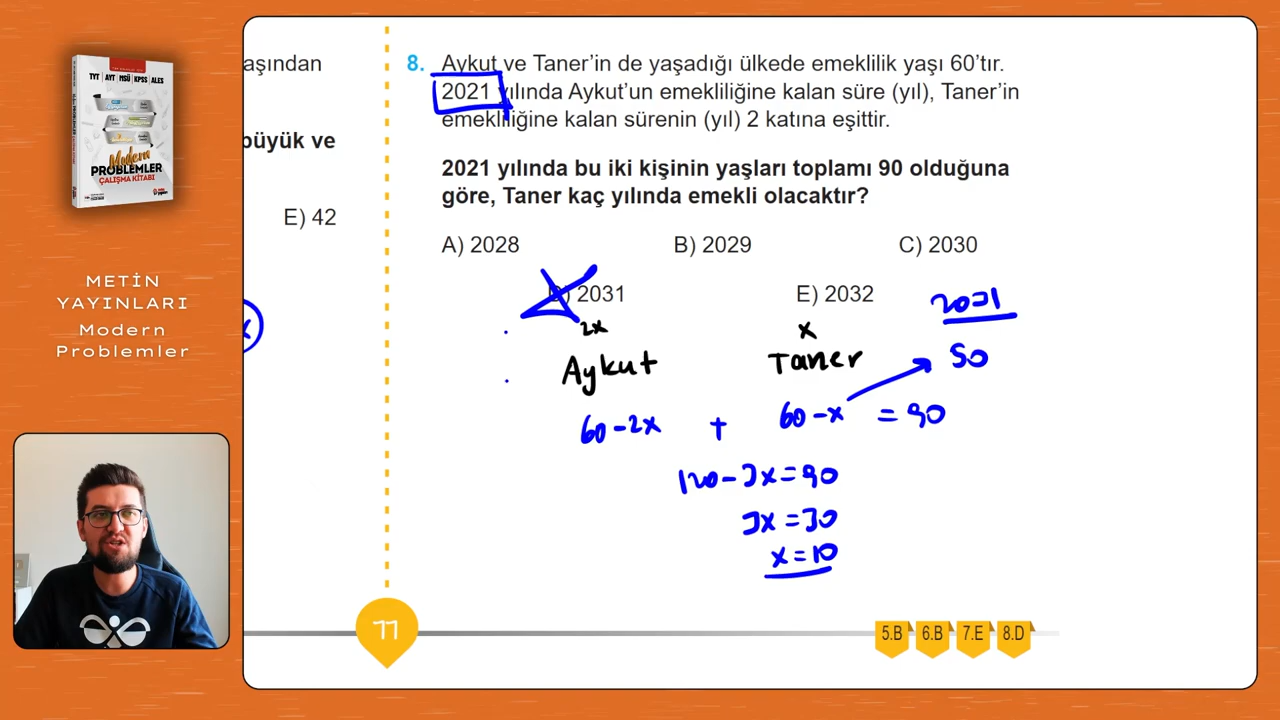 TYT AYT MSÜ KPSS ALES
Modern
PROBLEMLER
ÇALIŞMA KİTABI
METİN
YAYINLARI
Modern
Problemler
aşından
büyük ve
E) 42
x
8. Aykut ve Taner'in de yaşadığı ülkede emeklilik yaşı 60'tır.
2021 yılında Aykut'un emekliliğine kalan süre (yıl), Taner'in
emekliliğine kalan sürenin (yıl) 2 katına eşittir.
2021 yılında bu iki kişinin yaşları toplamı 90 olduğuna
göre, Taner kaç yılında emekli olacaktır?
A) 2028 B) 2029 C) 2030
D) 2031 E) 2032
2031
2x x
Aykut Taner 50
60-2x + 60-x = 90
120-3x=90
3x=30
x=10
77
5.B 6.B 7.E 8.D